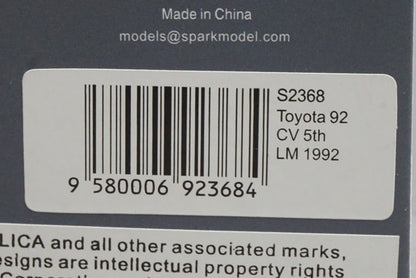 Made in China
models@sparkmodel.com
S2368
Toyota 92
CV 5th
LM 1992
9 580006 923684
LICA and all other associated marks,
esigns are intellectual property rights
Corporation